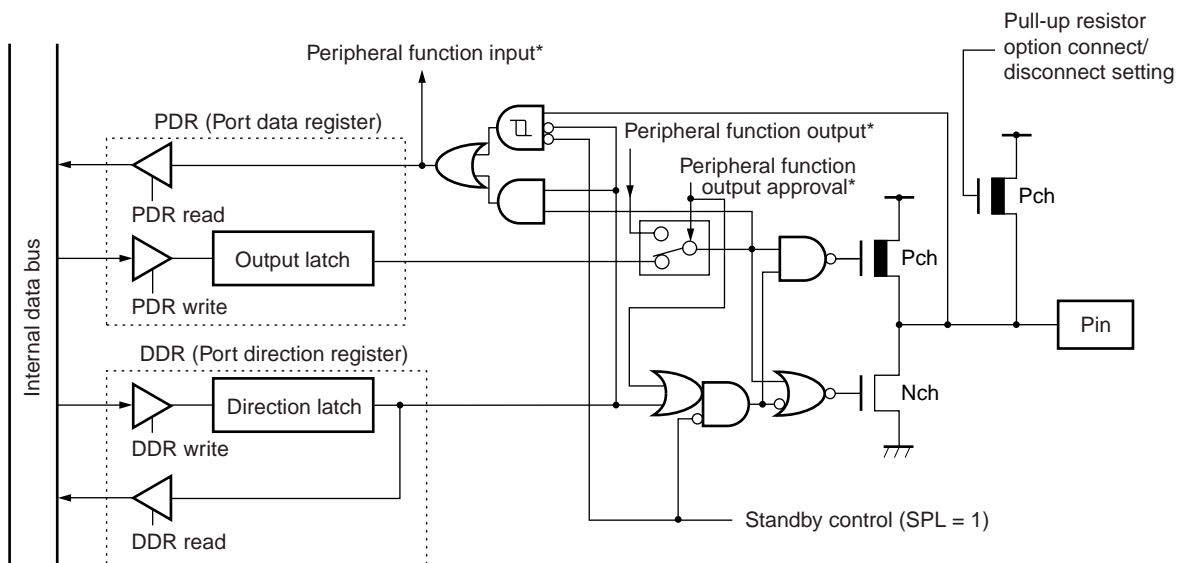 Pull-up resistor
option connect/
disconnect setting
Peripheral function input*
PDR (Port data register)
Peripheral function output*
Peripheral function
output approval*
PDR read
Pch
Output latch
Pch
PDR write
Internal data bus
Pin
DDR (Port direction register)
Direction latch
Nch
DDR write
Standby control (SPL = 1)
DDR read